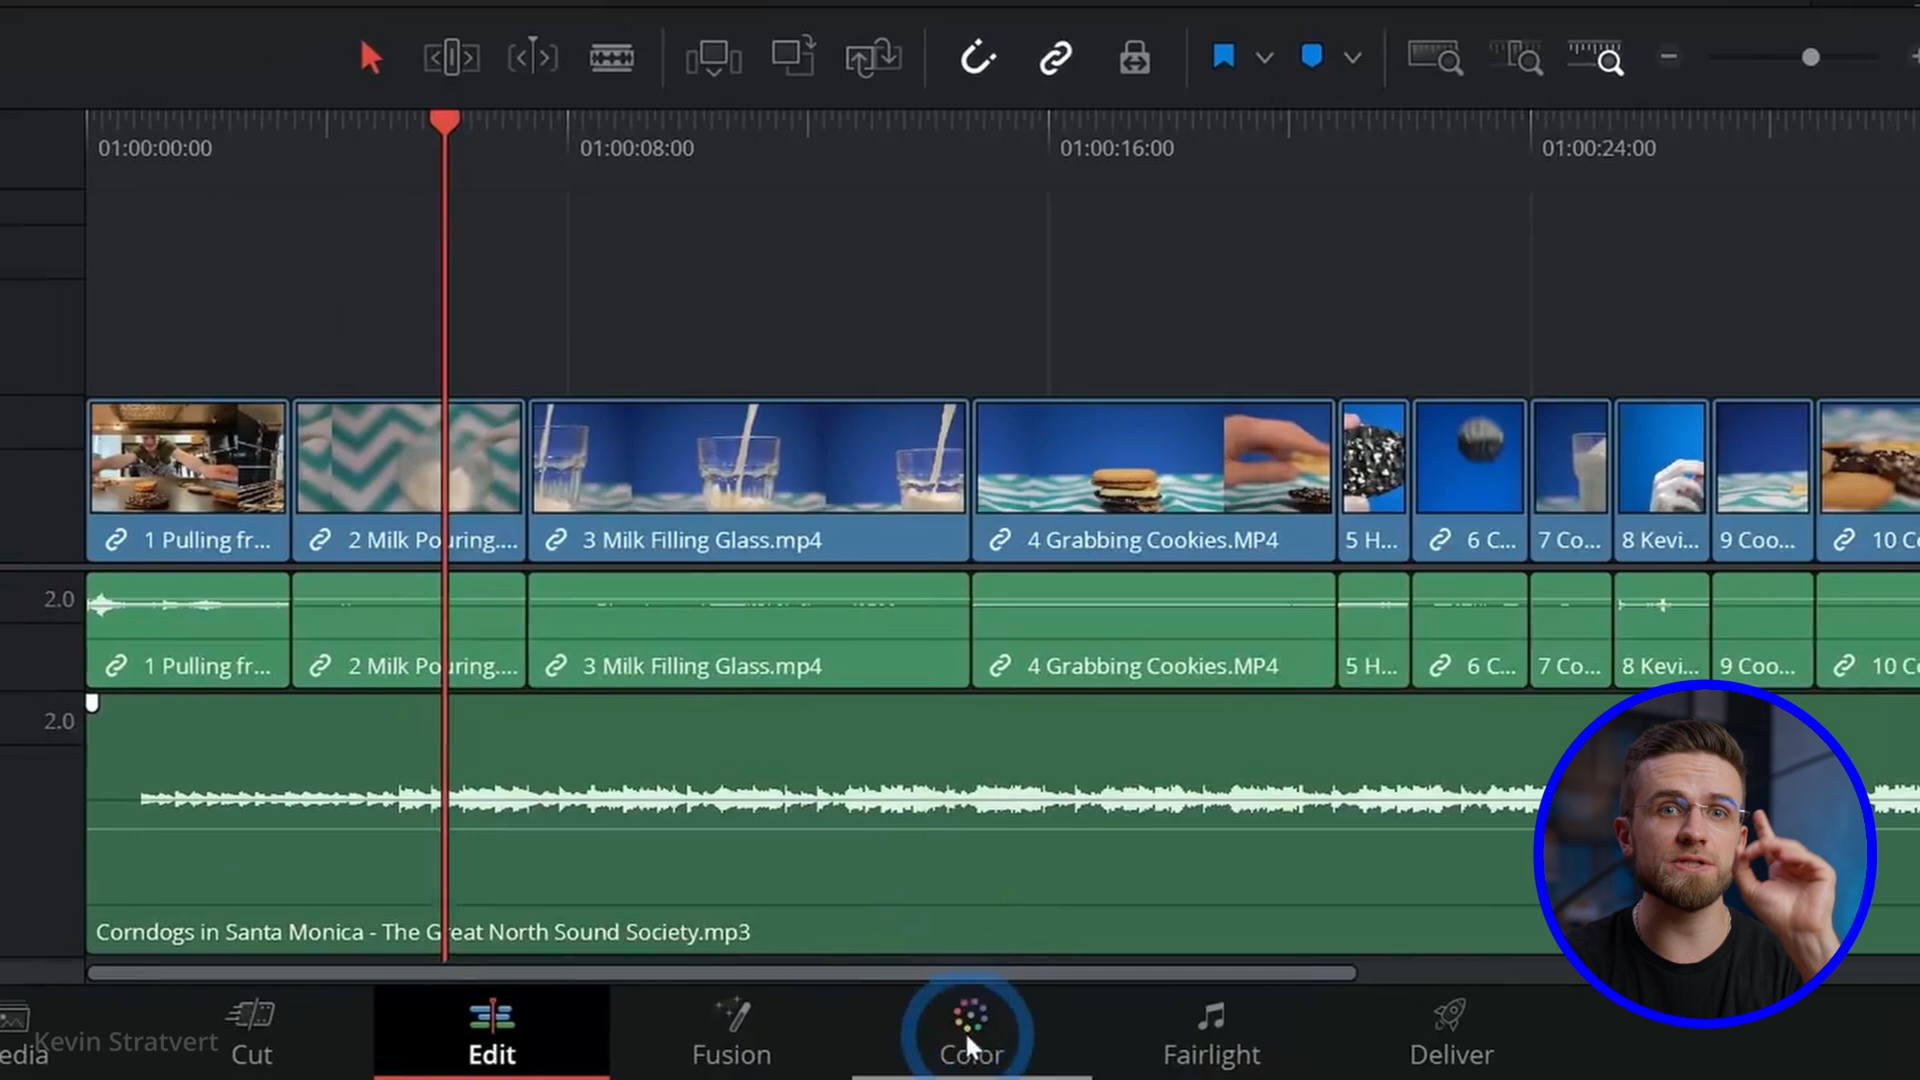 01:00:00:00 01:00:08:00 01:00:16:00 01:00:24:00
1 Pulling fr... 2 Milk Pouring.... 3 Milk Filling Glass.mp4 4 Grabbing Cookies.MP4 5 H... 6 C... 7 Co... 8 Kevi... 9 Coo... 10 Co
2.0
1 Pulling fr... 2 Milk Pouring.... 3 Milk Filling Glass.mp4 4 Grabbing Cookies.MP4 5 H... 6 C... 7 Co... 8 Kevi... 9 Coo... 10 Co
2.0
Corndogs in Santa Monica - The Great North Sound Society.mp3
Kevin Stratvert
edia Cut Edit Fusion Color Fairlight Deliver